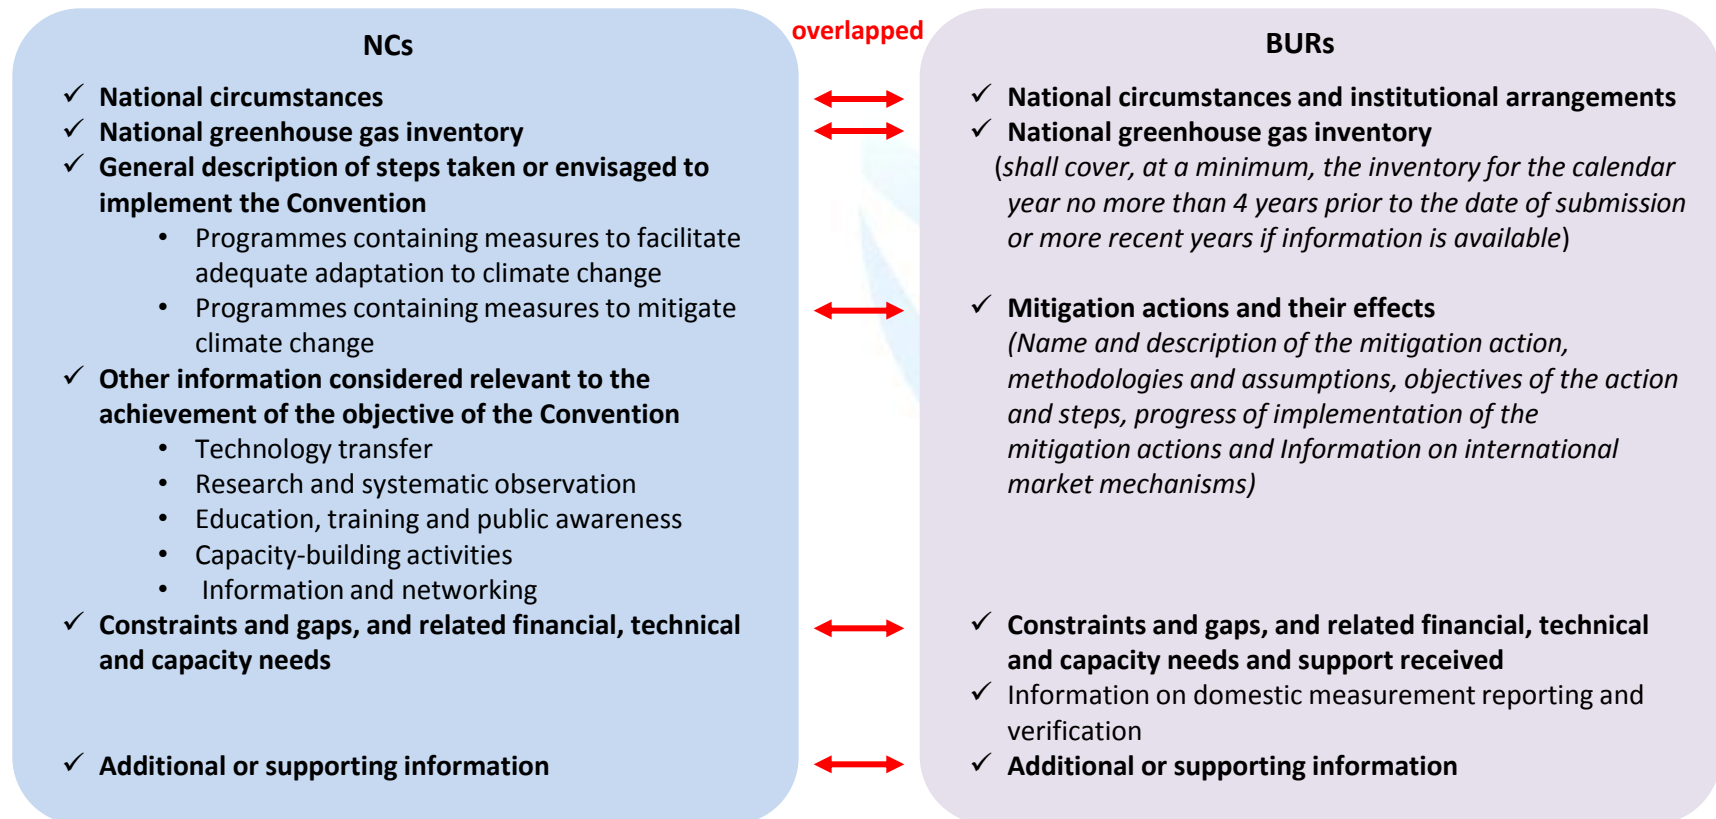 overlapped
NCs
✓ National circumstances
✓ National greenhouse gas inventory
✓ General description of steps taken or envisaged to
implement the Convention
• Programmes containing measures to facilitate
adequate adaptation to climate change
• Programmes containing measures to mitigate
climate change
✓ Other information considered relevant to the
achievement of the objective of the Convention
• Technology transfer
• Research and systematic observation
• Education, training and public awareness
• Capacity-building activities
• Information and networking
✓ Constraints and gaps, and related financial, technical
and capacity needs
✓ Additional or supporting information
BURs
✓ National circumstances and institutional arrangements
✓ National greenhouse gas inventory
(shall cover, at a minimum, the inventory for the calendar
year no more than 4 years prior to the date of submission
or more recent years if information is available)
✓ Mitigation actions and their effects
(Name and description of the mitigation action,
methodologies and assumptions, objectives of the action
and steps, progress of implementation of the
mitigation actions and Information on international
market mechanisms)
✓ Constraints and gaps, and related financial, technical
and capacity needs and support received
✓ Information on domestic measurement reporting and
verification
✓ Additional or supporting information